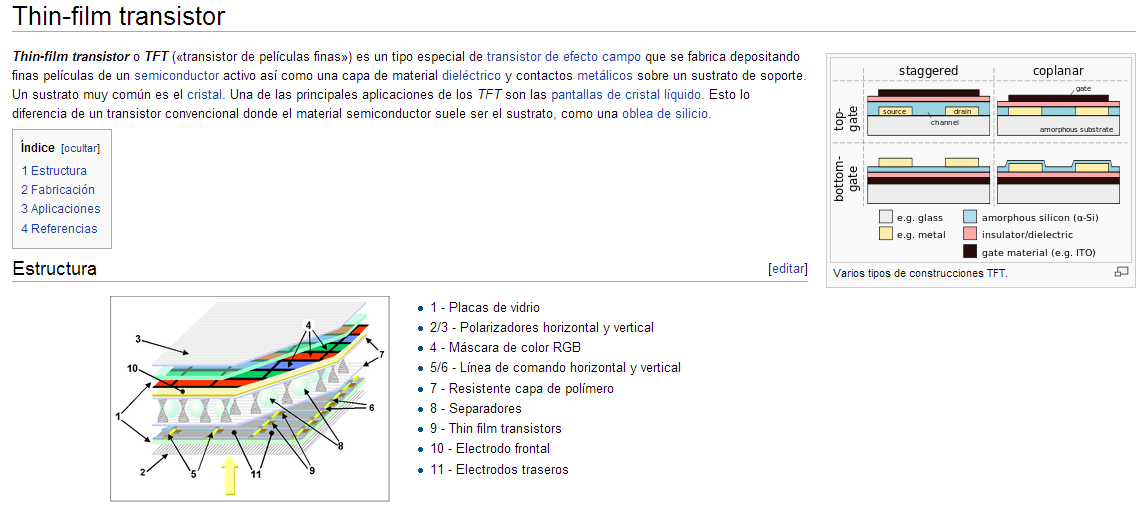 Thin-film transistor
Thin-film transistor o TFT («transistor de películas finas») es un tipo especial de transistor de efecto campo que se fabrica depositando
finas películas de un semiconductor activo así como una capa de material dieléctrico y contactos metálicos sobre un sustrato de soporte.
Un sustrato muy común es el cristal. Una de las principales aplicaciones de los TFT son las pantallas de cristal líquido. Esto lo
diferencia de un transistor convencional donde el material semiconductor suele ser el sustrato, como una oblea de silicio.
Índice [ocultar]
1 Estructura
2 Fabricación
3 Aplicaciones
4 Referencias
staggered
coplanar
top-
gate
source
drain
channel
gate
amorphous substrate
bottom-
gate
e.g. glass
amorphous silicon (α-Si)
e.g. metal
insulator/dielectric
gate material (e.g. ITO)
Varios tipos de construcciones TFT.
Estructura
[editar]
3
4
7
10
1
6
8
2
5
11
9
1 - Placas de vidrio
2/3 - Polarizadores horizontal y vertical
4 - Máscara de color RGB
5/6 - Línea de comando horizontal y vertical
7 - Resistente capa de polímero
8 - Separadores
9 - Thin film transistors
10 - Electrodo frontal
11 - Electrodos traseros